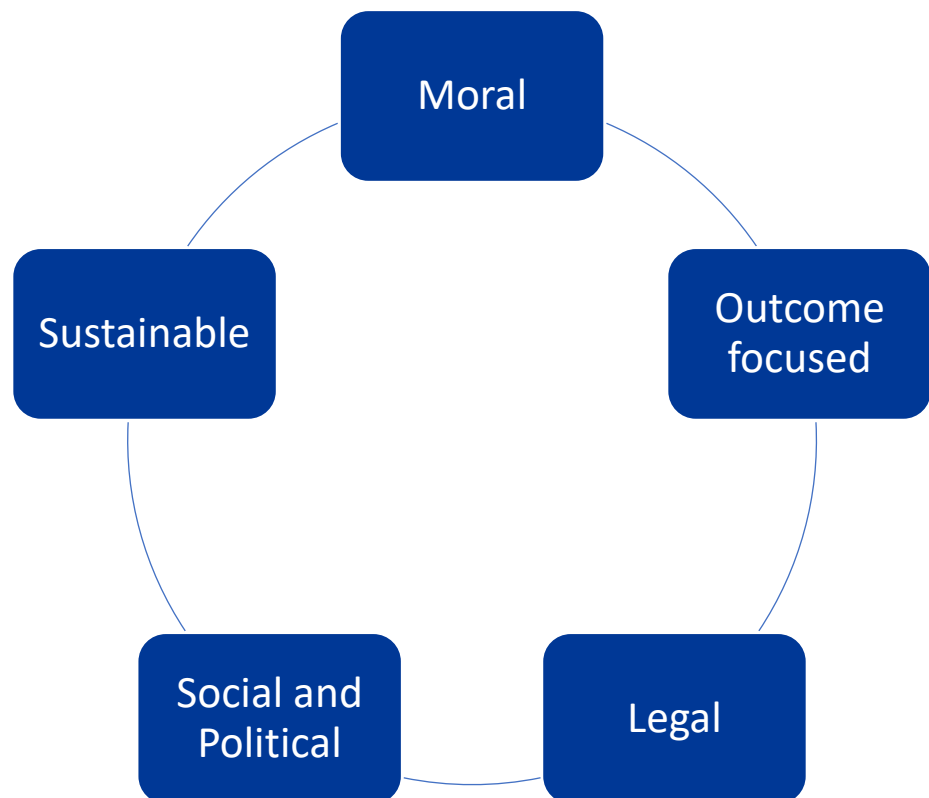 Moral
Outcome
focused
Legal
Social and
Political
Sustainable